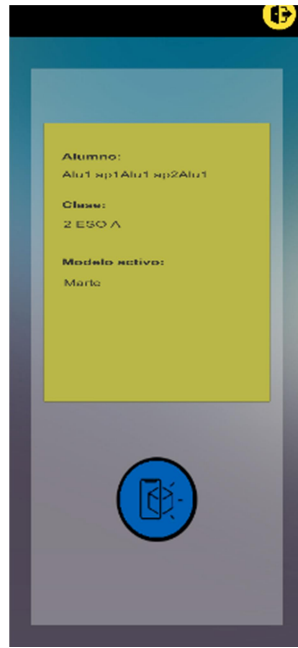 Alumno:
Alu1 ap1Alu1 ap2Alu1
Clase:
2 ESO A
Modelo activo:
Marte